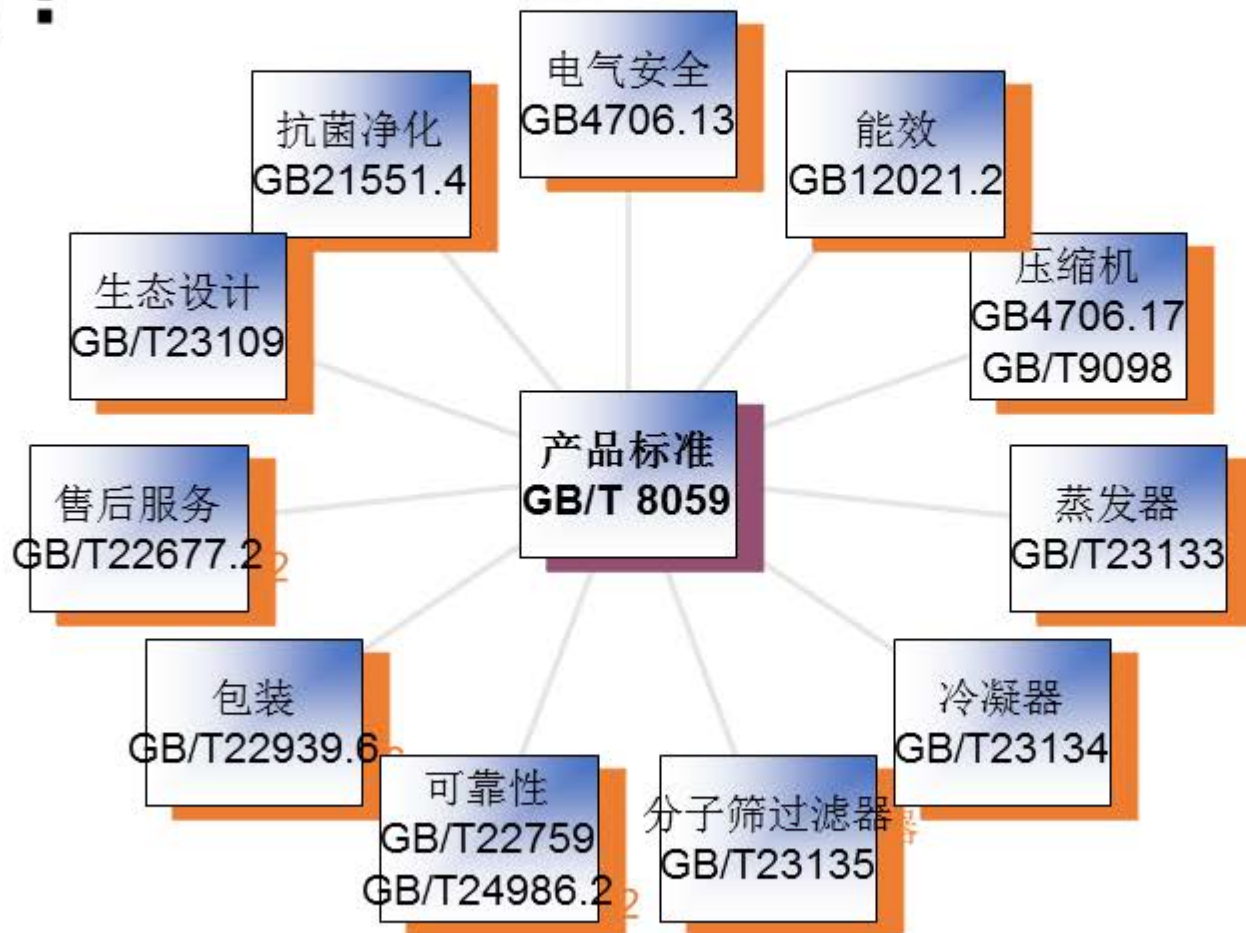 电气安全
GB4706.13
抗菌净化
GB21551.4
能效
GB12021.2
生态设计
GB/T23109
压缩机
GB4706.17
GB/T9098
产品标准
GB/T 8059
售后服务
GB/T22677.2
蒸发器
GB/T23133
包装
GB/T22939.6
冷凝器
GB/T23134
可靠性
GB/T22759
GB/T24986.2
分子筛过滤器
GB/T23135